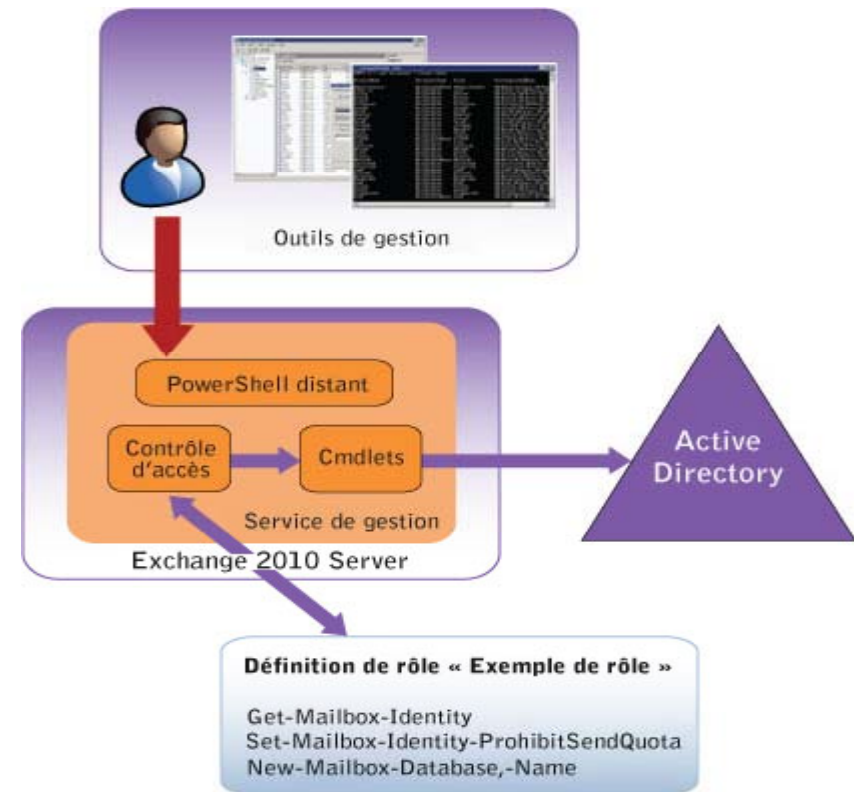 Outils de gestion
PowerShell distant
Contrôle
d'accès
Cmdlets
Service de gestion
Exchange 2010 Server
Active
Directory
Définition de rôle « Exemple de rôle »
Get-Mailbox-Identity
Set-Mailbox-Identity-ProhibitSendQuota
New-Mailbox-Database,-Name